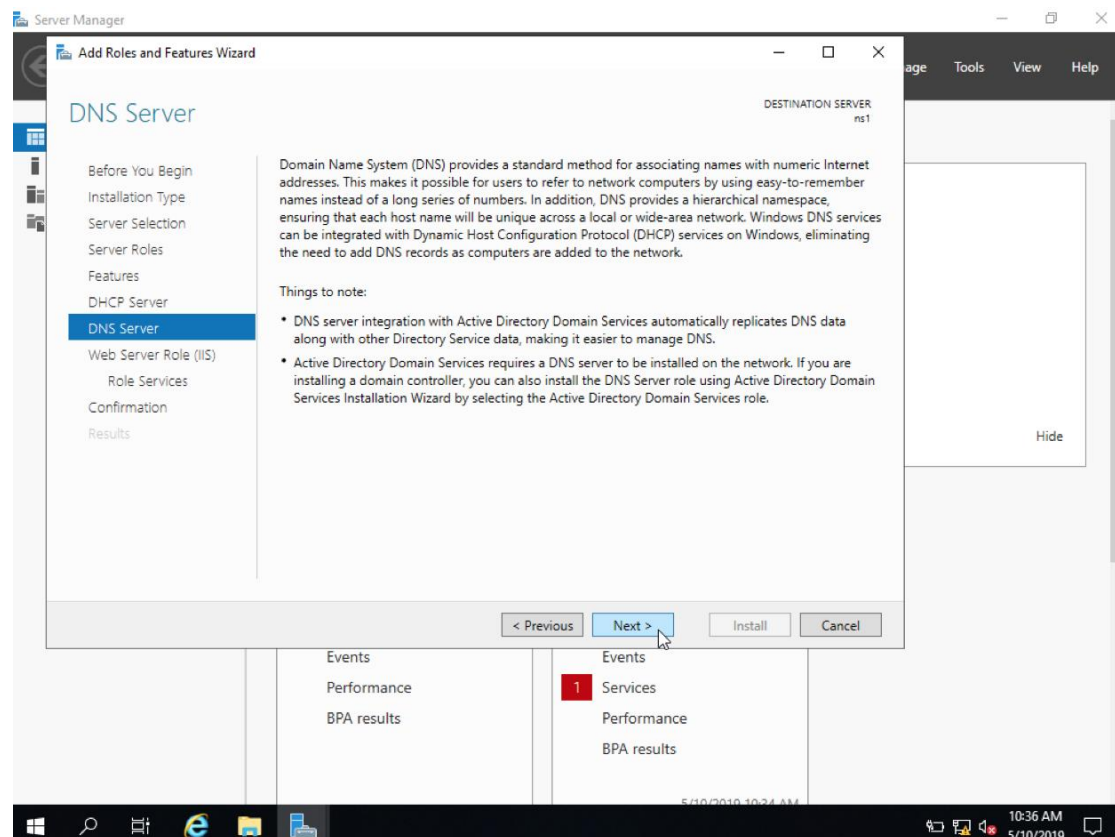 Server Manager
Add Roles and Features Wizard
age Tools View Help
DNS Server
DESTINATION SERVER
ns1
Before You Begin
Installation Type
Server Selection
Server Roles
Features
DHCP Server
DNS Server
Web Server Role (IIS)
Role Services
Confirmation
Results
Domain Name System (DNS) provides a standard method for associating names with numeric Internet
addresses. This makes it possible for users to refer to network computers by using easy-to-remember
names instead of a long series of numbers. In addition, DNS provides a hierarchical namespace,
ensuring that each host name will be unique across a local or wide-area network. Windows DNS services
can be integrated with Dynamic Host Configuration Protocol (DHCP) services on Windows, eliminating
the need to add DNS records as computers are added to the network.
Things to note:
• DNS server integration with Active Directory Domain Services automatically replicates DNS data
along with other Directory Service data, making it easier to manage DNS.
• Active Directory Domain Services requires a DNS server to be installed on the network. If you are
installing a domain controller, you can also install the DNS Server role using Active Directory Domain
Services Installation Wizard by selecting the Active Directory Domain Services role.
Hide
< Previous
Next >
Install
Cancel
Events
Performance
BPA results
Events
1 Services
Performance
BPA results
5/10/2019 10:34 AM
10:36 AM
5/10/2019